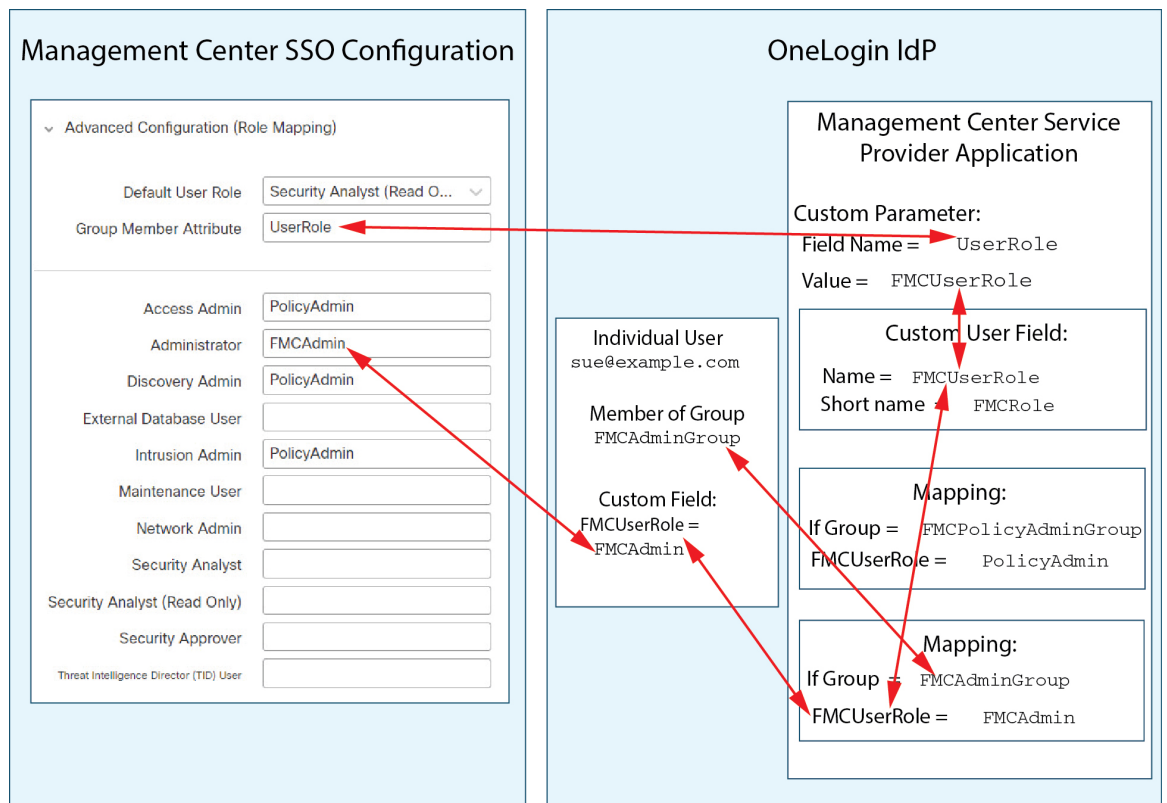 Management Center SSO Configuration
Advanced Configuration (Role Mapping)
Default User Role Security Analyst (Read O...
Group Member Attribute UserRole
Access Admin PolicyAdmin
Administrator FMCAdmin
Discovery Admin PolicyAdmin
External Database User
Intrusion Admin PolicyAdmin
Maintenance User
Network Admin
Security Analyst
Security Analyst (Read Only)
Security Approver
Threat Intelligence Director (TID) User
OneLogin IdP
Individual User
sue@example.com
Member of Group
FMCAdminGroup
Custom Field:
FMCUserRole =
FMCAdmin
Management Center Service
Provider Application
Custom Parameter:
Field Name = UserRole
Value = FMCUserRole
Custom User Field:
Name = FMCUserRole
Short name = FMCRole
Mapping:
If Group = FMCPolicyAdminGroup
FMCUserRole = PolicyAdmin
Mapping:
If Group = FMCAdminGroup
FMCUserRole = FMCAdmin